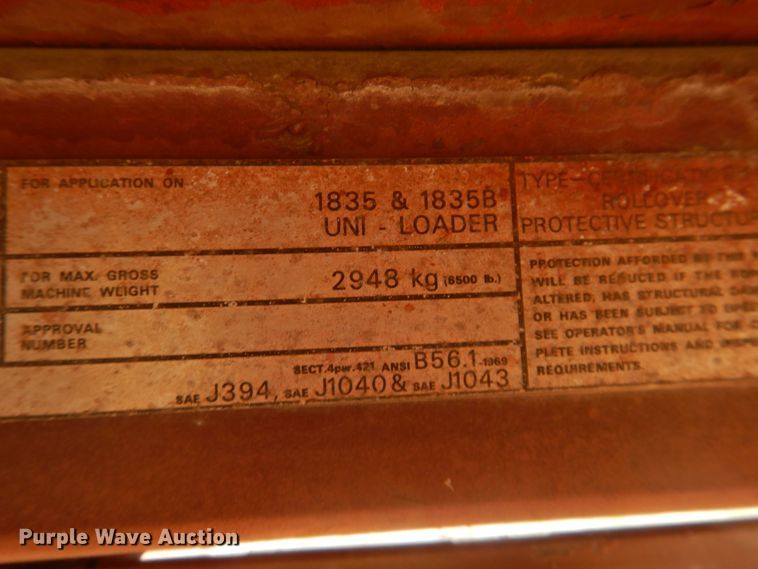 FOR APPLICATION ON
1835 & 1835B
UNI - LOADER
FOR MAX. GROSS
MACHINE WEIGHT
2948 kg (6500 lb.)
APPROVAL
NUMBER
SECT.4pw.421 ANSI B56.1-1969
SAE J394, SAE J1040 & SAE J1043
TYPE-CERTIFICATION
ROLLOVER
PROTECTIVE STRUCTUR
PROTECTION AFFORDED BY THIS
WILL BE REDUCED IF THE
ALTERED, HAS STRUCTURAL
OR HAS BEEN SUBJECT TO
SEE OPERATOR'S MANUAL FOR
PLETE INSTRUCTIONS AND
REQUIREMENTS.
Purple Wave Auction